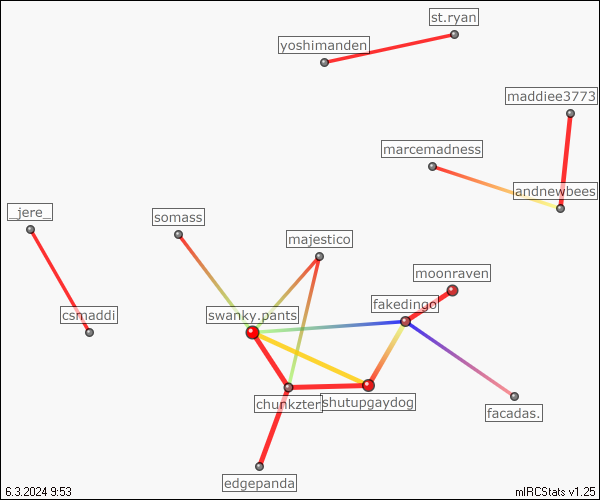 st.ryan
yoshimanden
maddiee3773
marcemadness
andnewbees
_jere_
somass
majestico
moonraven
fakedingo
csmaddi
swanky.pants
chunkzter
shutupgaydog
facadas.
edgepanda
6.3.2024 9:53
mIRCStats v1.25